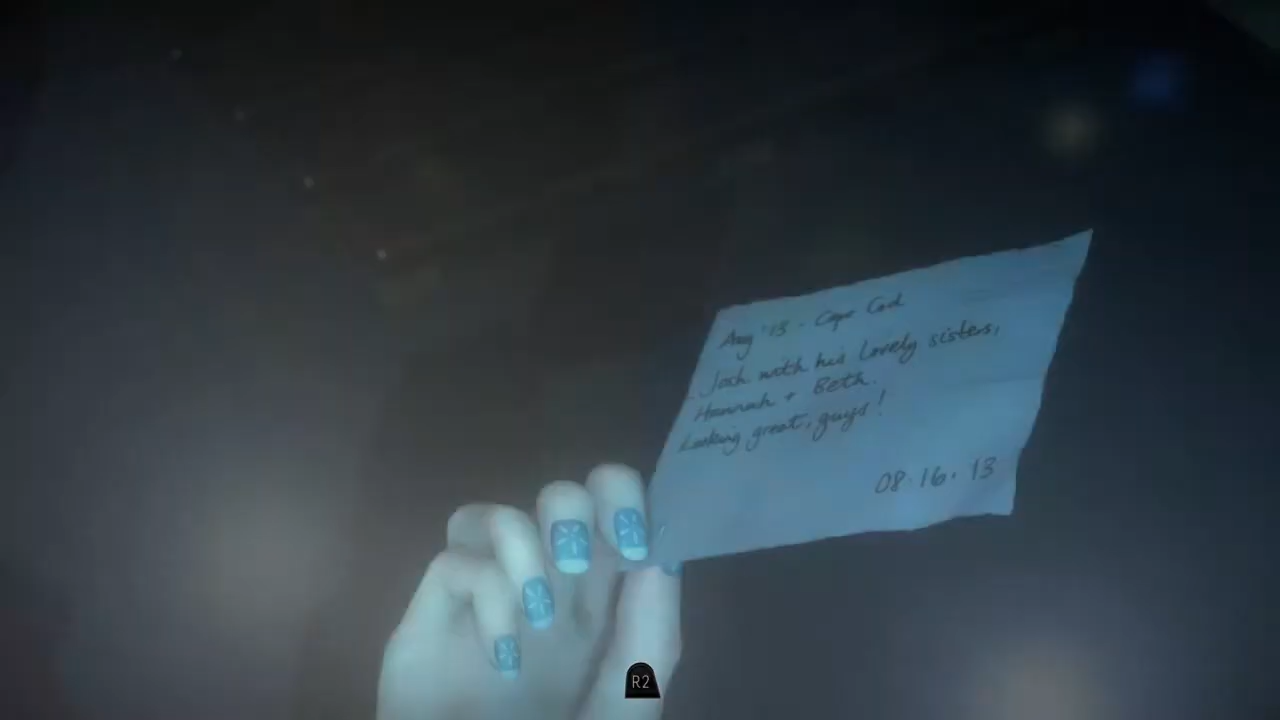 Aug '13 - Cape Cod
Josh with his lovely sisters,
Hannah + Beth.
Looking great, guys!
08.16.13
R2